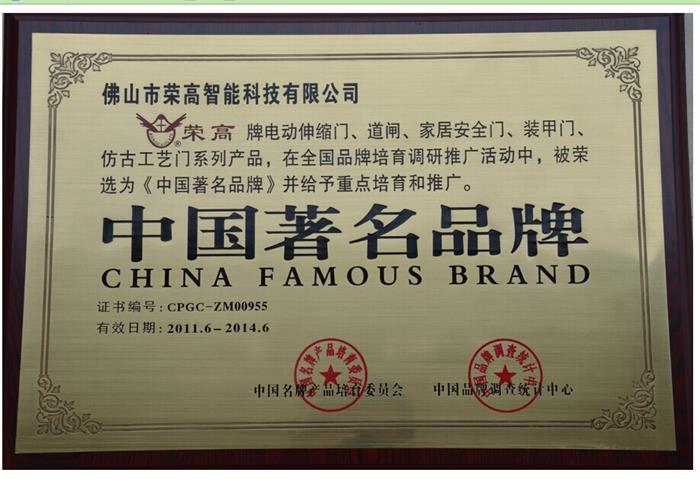 佛山市荣高智能科技有限公司
荣高® 牌电动伸缩门、道闸、家居安全门、装甲门、
仿古工艺门系列产品，在全国品牌培育调研推广活动中，被荣
选为《中国著名品牌》并给予重点培育和推广。
中国著名品牌
CHINA FAMOUS BRAND
证书编号：CPGC-ZM00955
有效日期：2011.6-2014.6
中国名牌产品培育委员会 中国品牌调查统计中心